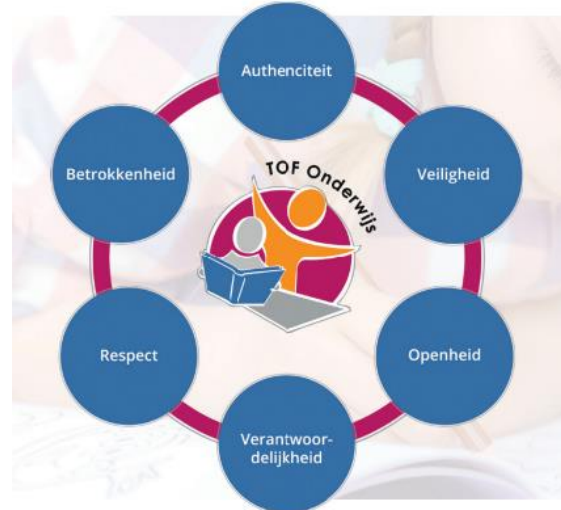 Authenciteit
Betrokkenheid
TOF Onderwijs
Veiligheid
Respect
Openheid
Verantwoor-
delijkheid